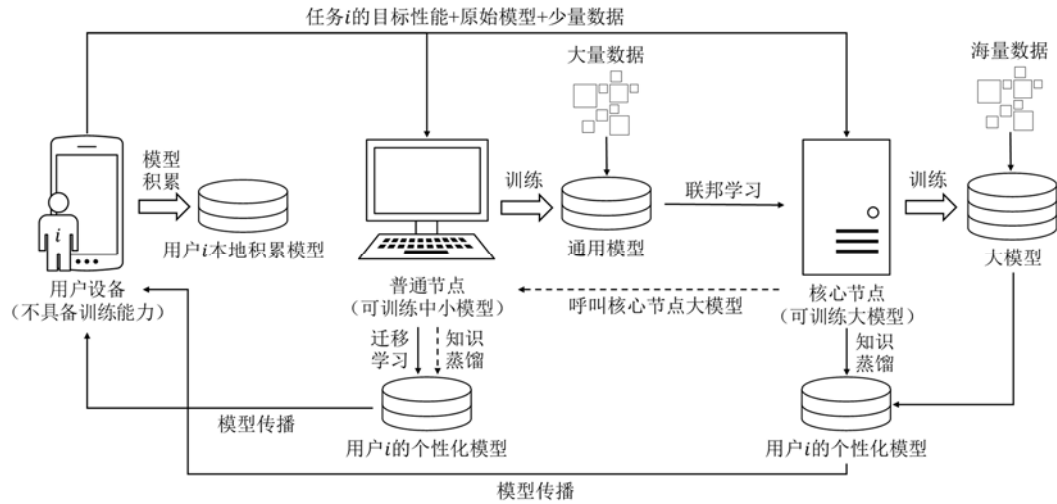 任务i的目标性能+原始模型+少量数据
大量数据
海量数据
模型
积累
训练
联邦学习
训练
i
用户i本地积累模型
通用模型
大模型
用户设备
（不具备训练能力）
普通节点
（可训练中小模型）
呼叫核心节点大模型
核心节点
（可训练大模型）
迁移
学习
知识
蒸馏
知识
蒸馏
模型传播
用户i的个性化模型
用户i的个性化模型
模型传播